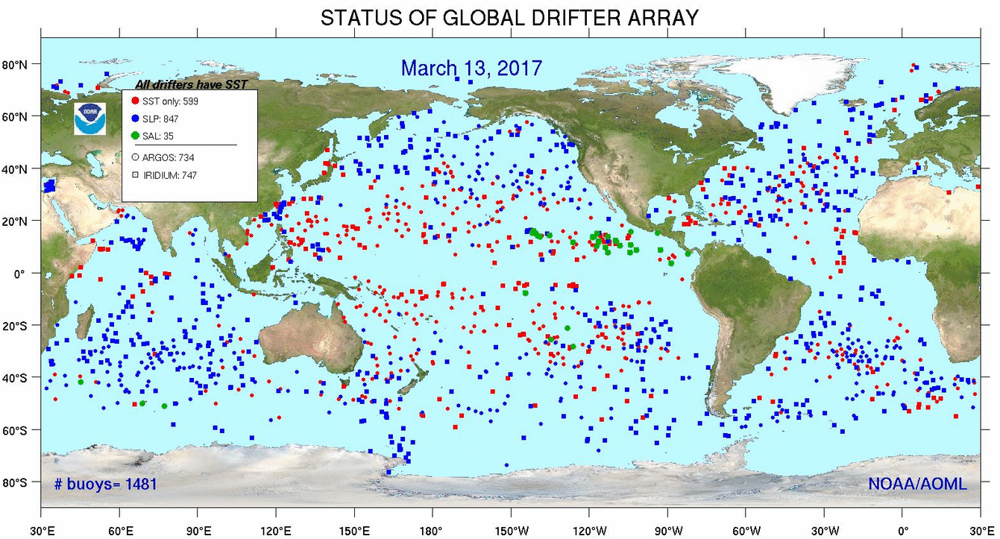 STATUS OF GLOBAL DRIFTER ARRAY
March 13, 2017
All drifters have SST
SST only: 599
SLP: 847
SAL: 35
ARGOS: 734
IRIDIUM: 747
NOAA
80°N
60°N
40°N
20°N
0°
20°S
40°S
60°S
80°S
# buoys= 1481
NOAA/AOML
30°E 60°E 90°E 120°E 150°E 180° 150°W 120°W 90°W 60°W 30°W 0° 30°E